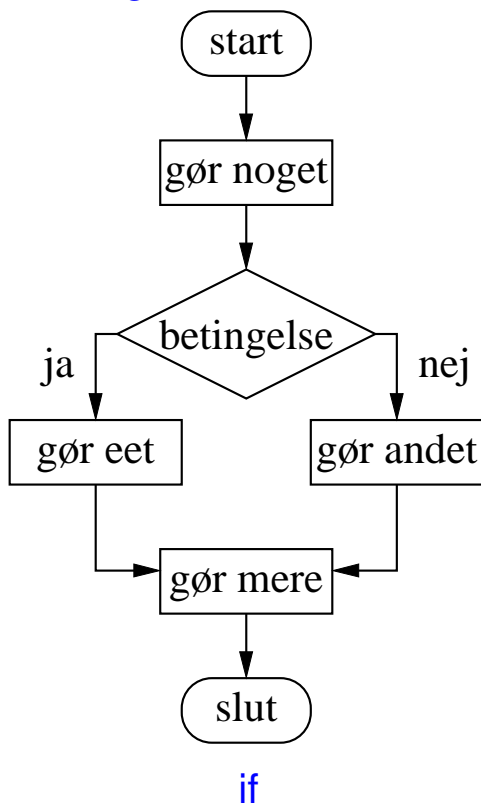 start
gør noget
betingelse
ja
nej
gør eet
gør andet
gør mere
slut
if